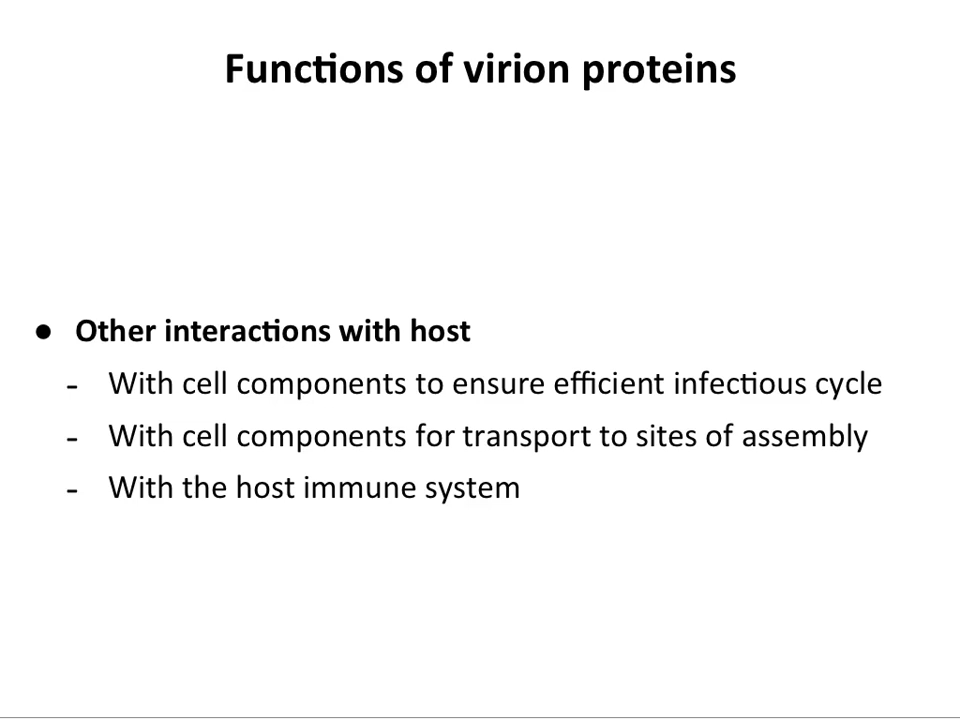 Functions of virion proteins
● Other interactions with host
- With cell components to ensure efficient infectious cycle
- With cell components for transport to sites of assembly
- With the host immune system